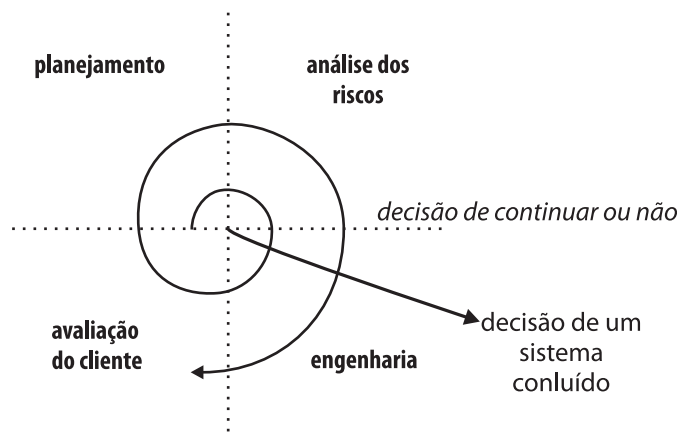 planejamento
análise dos
riscos
decisão de continuar ou não
avaliação
do cliente
engenharia
decisão de um
sistema
conluído